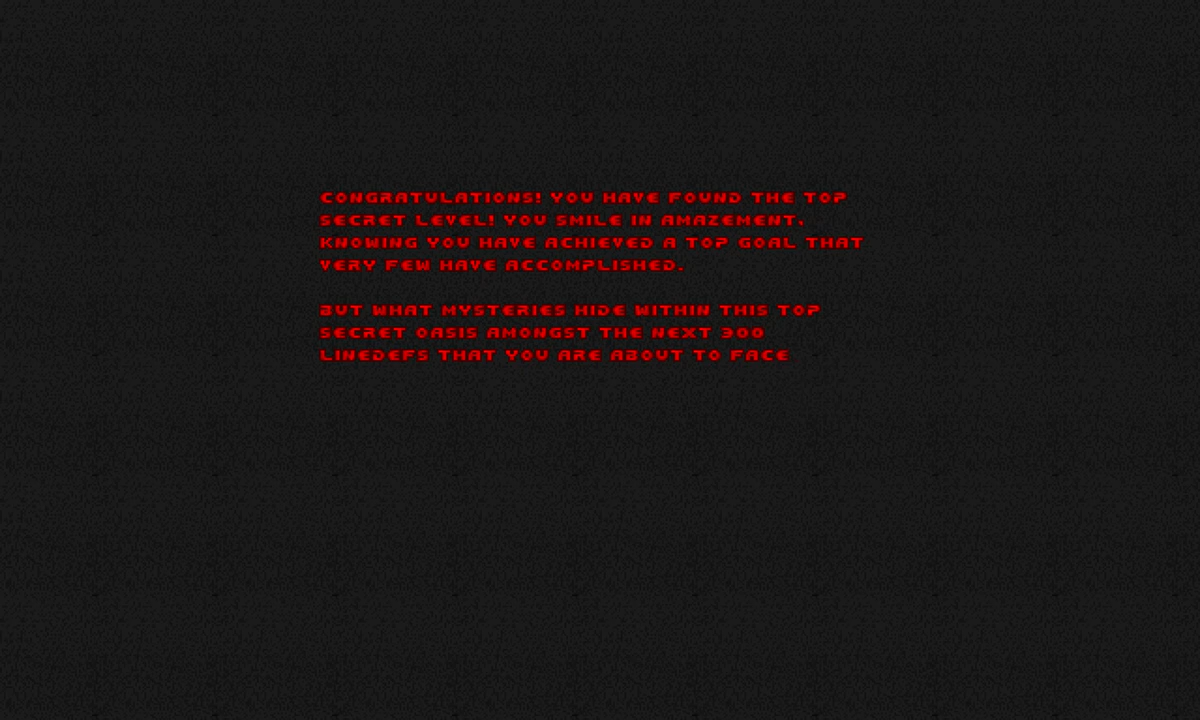 CONGRATULATIONS! YOU HAVE FOUND THE TOP
SECRET LEVEL! YOU SMILE IN AMAZEMENT,
KNOWING YOU HAVE ACHIEVED A TOP GOAL THAT
VERY FEW HAVE ACCOMPLISHED.
BUT WHAT MYSTERIES HIDE WITHIN THIS TOP
SECRET OASIS AMONGST THE NEXT 300
LINEDEFS THAT YOU ARE ABOUT TO FACE